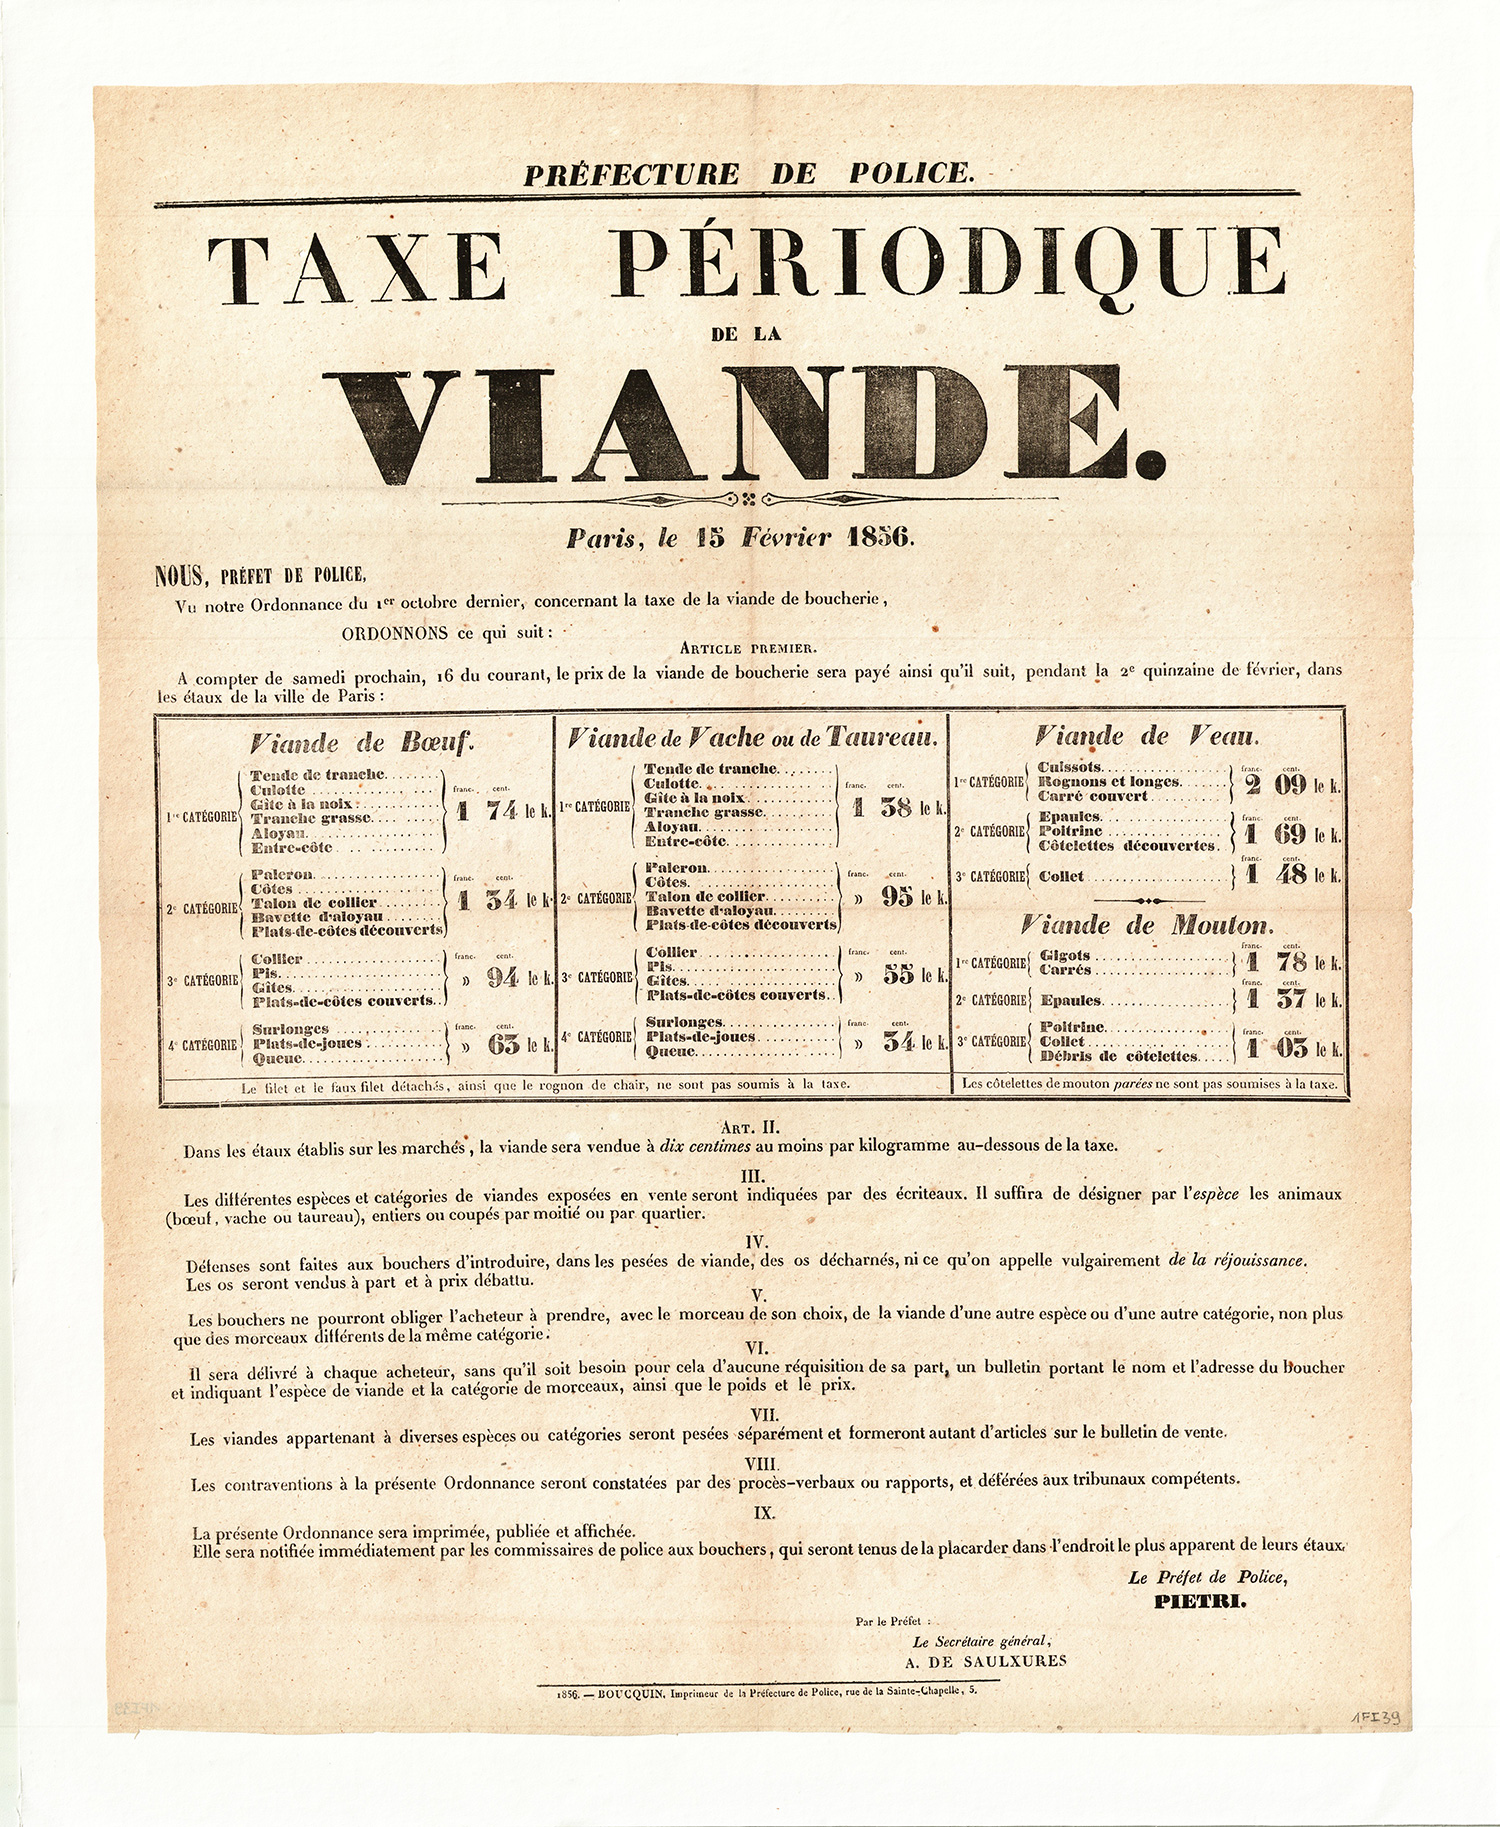 PRÉFECTURE DE POLICE.
TAXE PÉRIODIQUE
DE LA
VIANDE.
Paris, le 15 Février 1856.
NOUS, PRÉFET DE POLICE,
Vu notre Ordonnance du 1er octobre dernier, concernant la taxe de la viande de boucherie,
ORDONNONS ce qui suit :
ARTICLE PREMIER.
A compter de samedi prochain, 16 du courant, le prix de la viande de boucherie sera payé ainsi qu'il suit, pendant la 2e quinzaine de février, dans
les étaux de la ville de Paris :
Viande de Bœuf.
1re CATÉGORIE
Tende de tranche
Culotte
Gîte à la noix
Tranche grasse
Aloyau
Entre-côte
franc. cent.
1 74 le k.
2e CATÉGORIE
Paleron
Côtes
Talon de collier
Bavette d'aloyau
Plats-de-côtes découverts
franc. cent.
1 34 le k.
3e CATÉGORIE
Collier
Pis
Gîtes
Plats-de-côtes couverts
franc. cent.
» 94 le k.
4e CATÉGORIE
Surlonges
Plats-de-joues
Queue
franc. cent.
» 63 le k.
Viande de Vache ou de Taureau.
1re CATÉGORIE
Tende de tranche
Culotte
Gîte à la noix
Tranche grasse
Aloyau
Entre-côte
franc. cent.
1 38 le k.
2e CATÉGORIE
Paleron
Côtes
Talon de collier
Bavette d'aloyau
Plats-de-côtes découverts
franc. cent.
» 95 le k.
3e CATÉGORIE
Collier
Pis
Gîtes
Plats-de-côtes couverts
franc. cent.
» 55 le k.
4e CATÉGORIE
Surlonges
Plats-de-joues
Queue
franc. cent.
» 34 le k.
Le filet et le faux filet détachés, ainsi que le rognon de chair, ne sont pas soumis à la taxe.
Viande de Veau.
1re CATÉGORIE
Cuissots
Rognons et longes
Carré couvert
franc. cent.
2 09 le k.
2e CATÉGORIE
Epaules
Poitrine
Côtelettes découvertes.
franc. cent.
1 69 le k.
3e CATÉGORIE
Collet
franc. cent.
1 48 le k.
Viande de Mouton.
1re CATÉGORIE
Gigots
Carrés
franc. cent.
1 78 le k.
2e CATÉGORIE
Epaules
franc. cent.
1 37 le k.
3e CATÉGORIE
Poitrine
Collet
Débris de côtelettes
franc. cent.
1 03 le k.
Les côtelettes de mouton parées ne sont pas soumises à la taxe.
ART. II.
Dans les étaux établis sur les marchés, la viande sera vendue à dix centimes au moins par kilogramme au-dessous de la taxe.
III.
Les différentes espèces et catégories de viandes exposées en vente seront indiquées par des écriteaux. Il suffira de désigner par l'espèce les animaux
(bœuf, vache ou taureau), entiers ou coupés par moitié ou par quartier.
IV.
Défenses sont faites aux bouchers d'introduire, dans les pesées de viande, des os décharnés, ni ce qu'on appelle vulgairement de la réjouissance.
Les os seront vendus à part et à prix débattu.
V.
Les bouchers ne pourront obliger l'acheteur à prendre, avec le morceau de son choix, de la viande d'une autre espèce ou d'une autre catégorie, non plus
que des morceaux différents de la même catégorie.
VI.
Il sera délivré à chaque acheteur, sans qu'il soit besoin pour cela d'aucune réquisition de sa part, un bulletin portant le nom et l'adresse du boucher
et indiquant l'espèce de viande et la catégorie de morceaux, ainsi que le poids et le prix.
VII.
Les viandes appartenant à diverses espèces ou catégories seront pesées séparément et formeront autant d'articles sur le bulletin de vente.
VIII.
Les contraventions à la présente Ordonnance seront constatées par des procès-verbaux ou rapports, et déférées aux tribunaux compétents.
IX.
La présente Ordonnance sera imprimée, publiée et affichée.
Elle sera notifiée immédiatement par les commissaires de police aux bouchers, qui seront tenus de la placarder dans l'endroit le plus apparent de leurs étaux.
Le Préfet de Police,
PIETRI.
Par le Préfet :
Le Secrétaire général,
A. DE SAULXURES
1856. — BOUCQUIN, Imprimeur de la Préfecture de Police, rue de la Sainte-Chapelle, 5.
1FI39